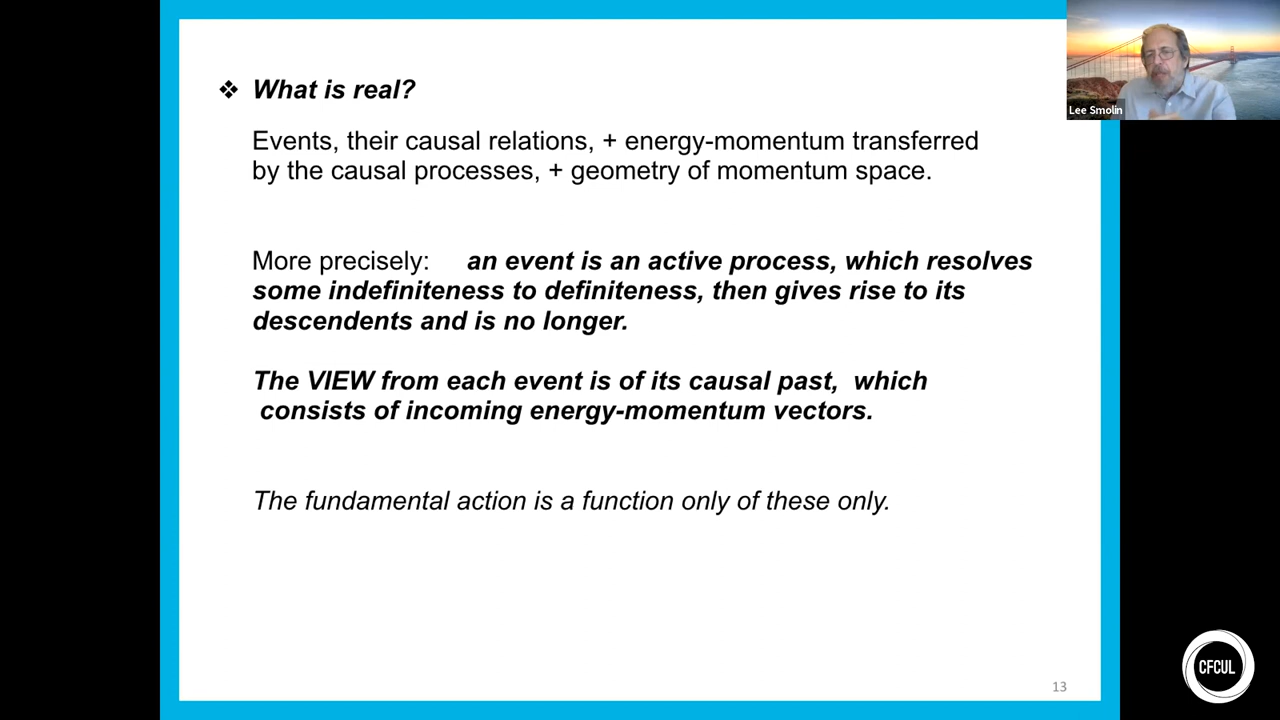 ❖ What is real?
Lee Smolin
Events, their causal relations, + energy-momentum transferred
by the causal processes, + geometry of momentum space.
More precisely: an event is an active process, which resolves
some indefiniteness to definiteness, then gives rise to its
descendents and is no longer.
The VIEW from each event is of its causal past, which
consists of incoming energy-momentum vectors.
The fundamental action is a function only of these only.
CFCUL
13